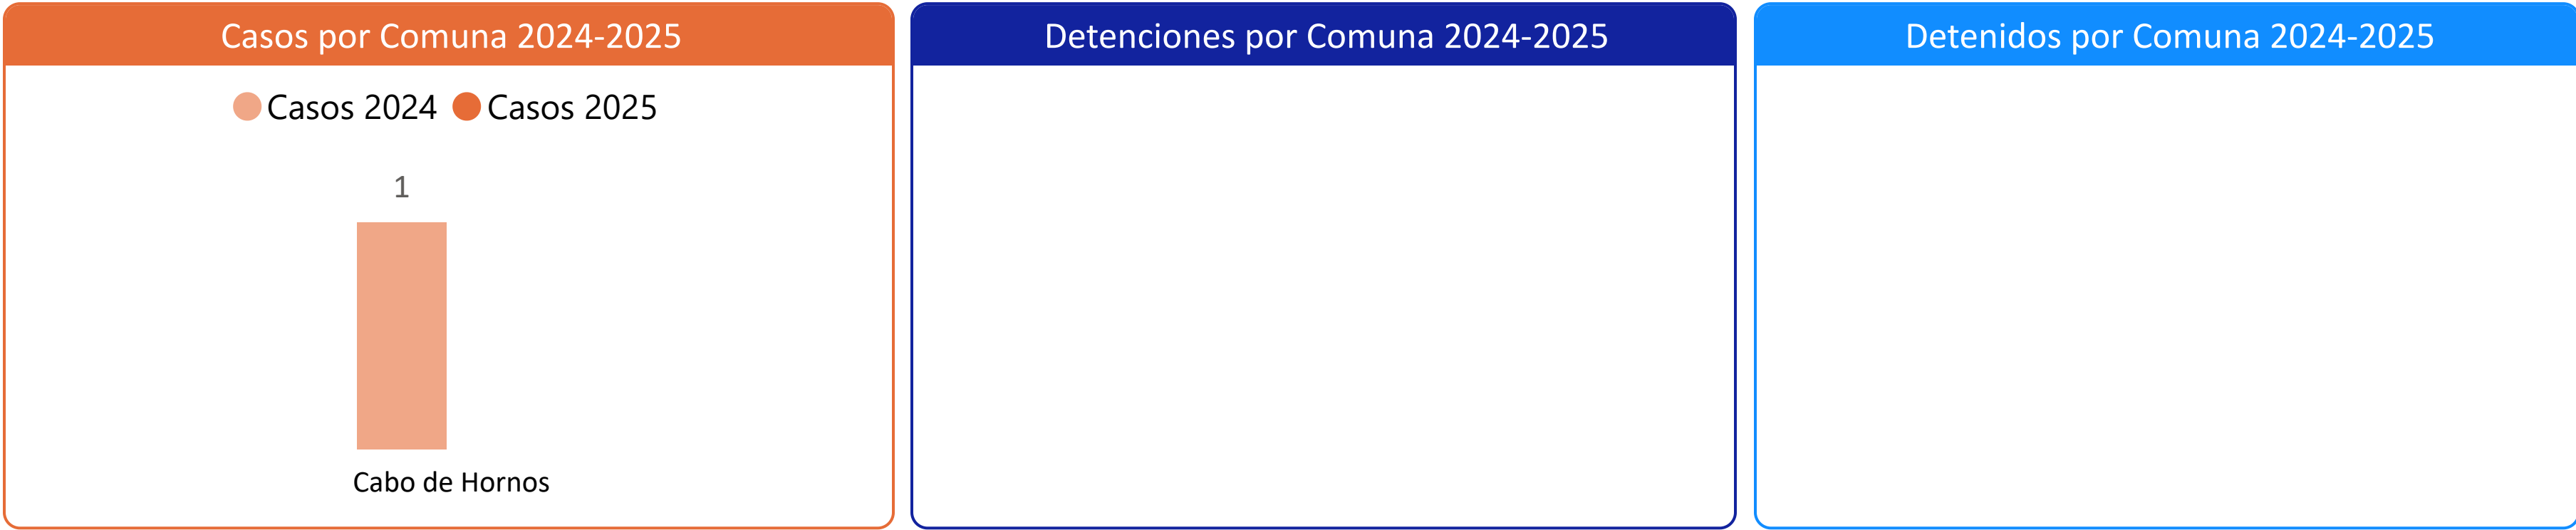 Casos por Comuna 2024-2025
Casos 2024 Casos 2025
1
Cabo de Hornos
Detenciones por Comuna 2024-2025
Detenidos por Comuna 2024-2025